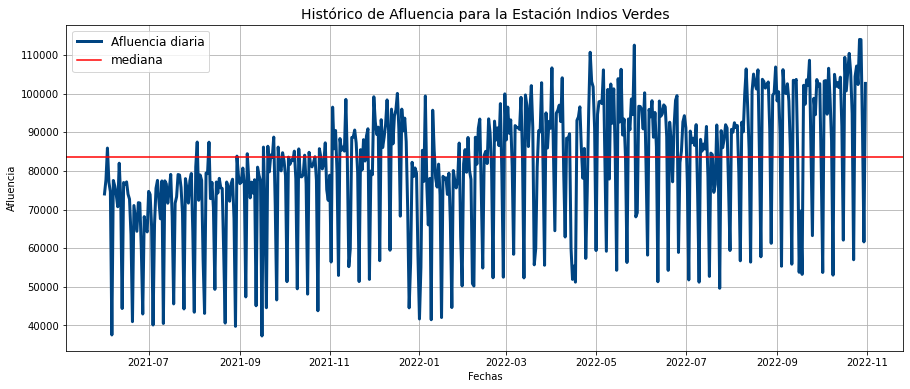 Histórico de Afluencia para la Estación Indios Verdes
Afluencia diaria
mediana
110000
100000
90000
80000
70000
60000
50000
40000
Afluencia
2021-07 2021-09 2021-11 2022-01 2022-03 2022-05 2022-07 2022-09 2022-11
Fechas